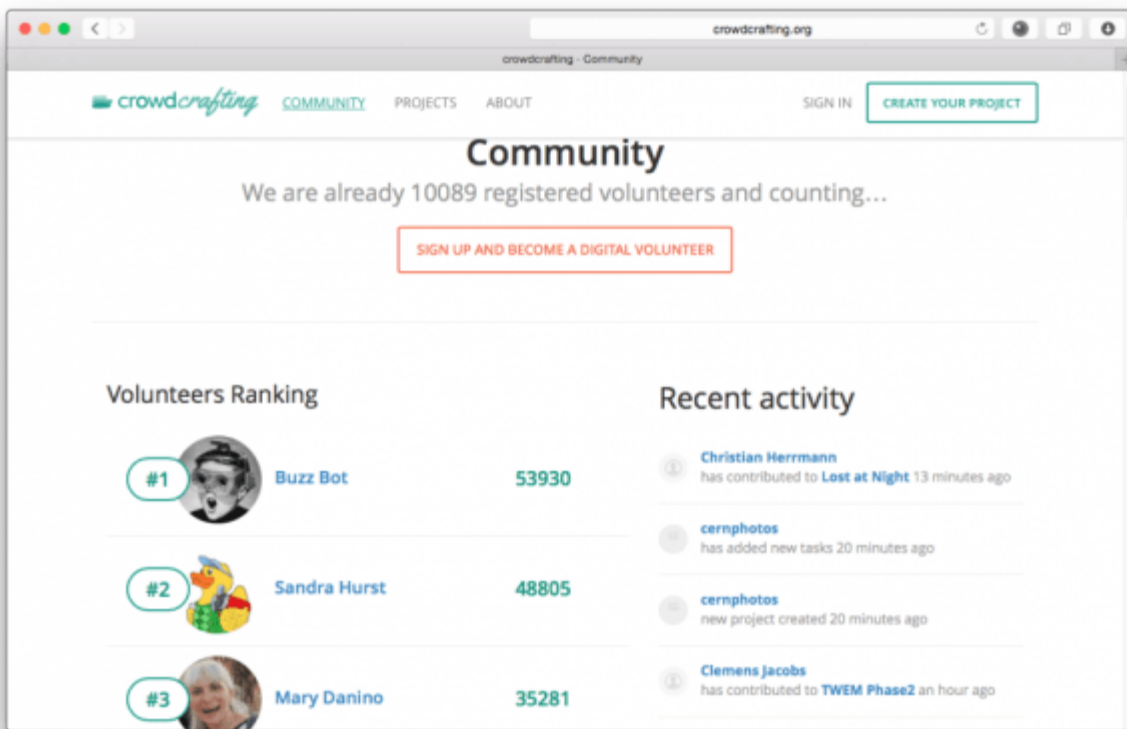 crowdcrafting.org
crowdcrafting - Community
crowdcrafting COMMUNITY PROJECTS ABOUT SIGN IN CREATE YOUR PROJECT
Community
We are already 10089 registered volunteers and counting...
SIGN UP AND BECOME A DIGITAL VOLUNTEER
Volunteers Ranking
#1 Buzz Bot 53930
#2 Sandra Hurst 48805
#3 Mary Danino 35281
Recent activity
Christian Herrmann
has contributed to Lost at Night 13 minutes ago
cernphotos
has added new tasks 20 minutes ago
cernphotos
new project created 20 minutes ago
Clemens Jacobs
has contributed to TWEM Phase2 an hour ago